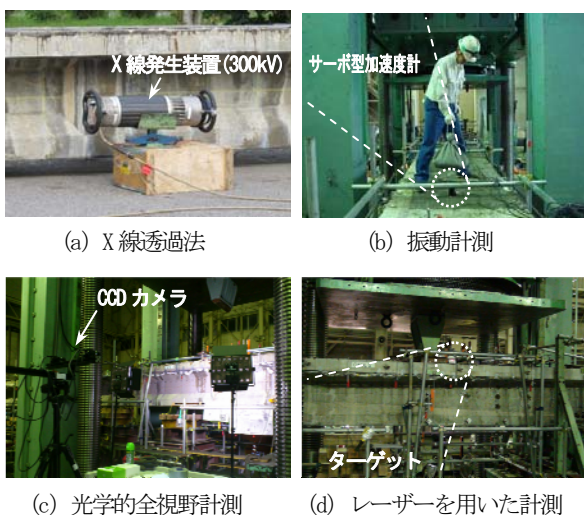 X線発生装置(300kV)
サーボ型加速度計
(a) X線透過法
(b) 振動計測
CCDカメラ
ターゲット
(c) 光学的全視野計測
(d) レーザーを用いた計測